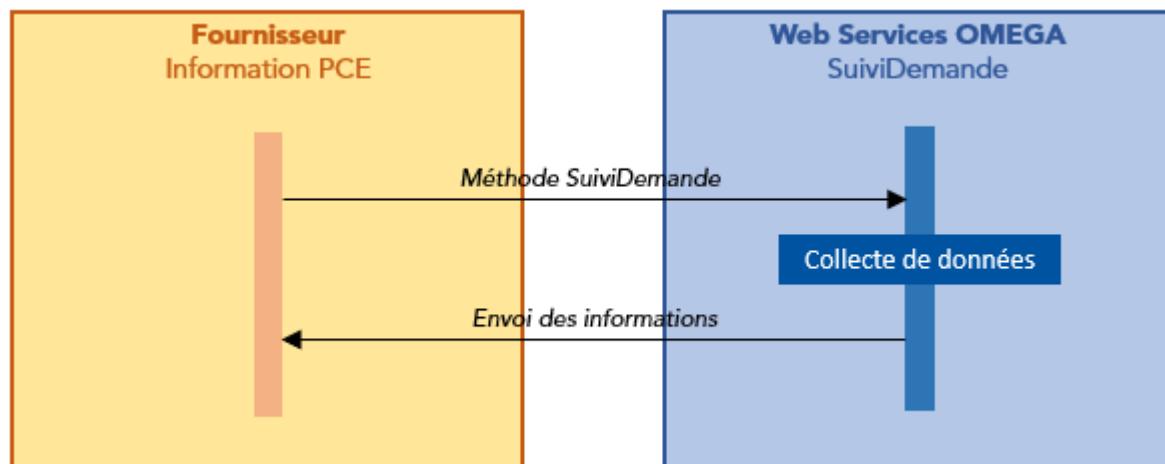 Fournisseur
Information PCE
Web Services OMEGA
SuiviDemande
Méthode SuiviDemande
Collecte de données
Envoi des informations